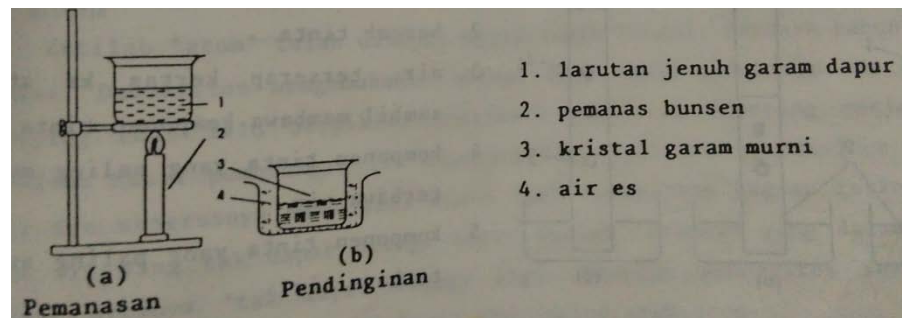 1
2
3
4
(a)
Pemanasan
(b)
Pendinginan
1. larutan jenuh garam dapur
2. pemanas bunsen
3. kristal garam murni
4. air es